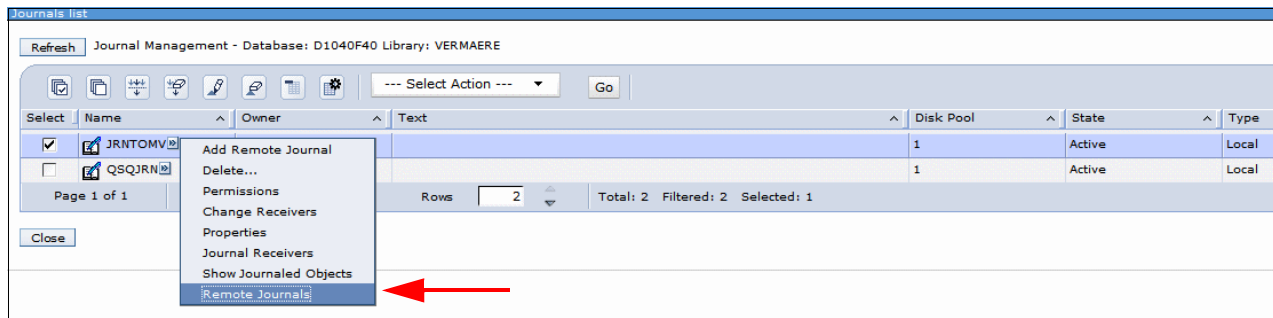 Journals list
Refresh Journal Management - Database: D1040F40 Library: VERMAERE
--- Select Action --- Go
Select Name Owner Text Disk Pool State Type
JRNTOMV 1 Active Local
QSQJRN 1 Active Local
Page 1 of 1 Rows 2 Total: 2 Filtered: 2 Selected: 1
Close
Add Remote Journal
Delete...
Permissions
Change Receivers
Properties
Journal Receivers
Show Journaled Objects
Remote Journals